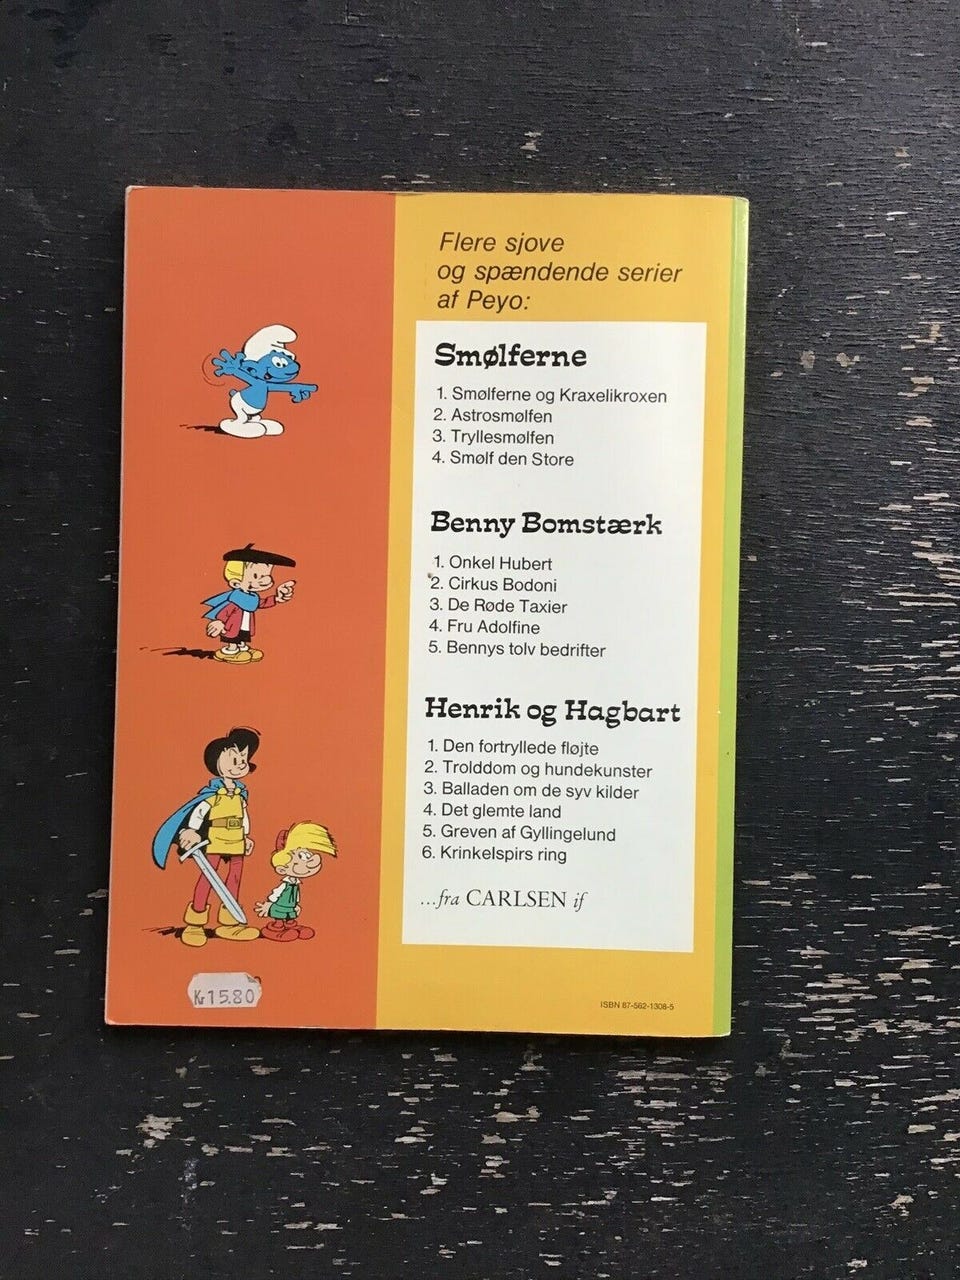 Flere sjove
og spændende serier
af Peyo:
Smølferne
1. Smølferne og Kraxelikroxen
2. Astrosmølfen
3. Tryllesmølfen
4. Smølf den Store
Benny Bomstærk
1. Onkel Hubert
2. Cirkus Bodoni
3. De Røde Taxier
4. Fru Adolfine
5. Bennys tolv bedrifter
Henrik og Hagbart
1. Den fortryllede fløjte
2. Trolddom og hundekunster
3. Balladen om de syv kilder
4. Det glemte land
5. Greven af Gyllingelund
6. Krinkelspirs ring
...fra CARLSEN if
Kr 15.80
ISBN 87-562-1308-5